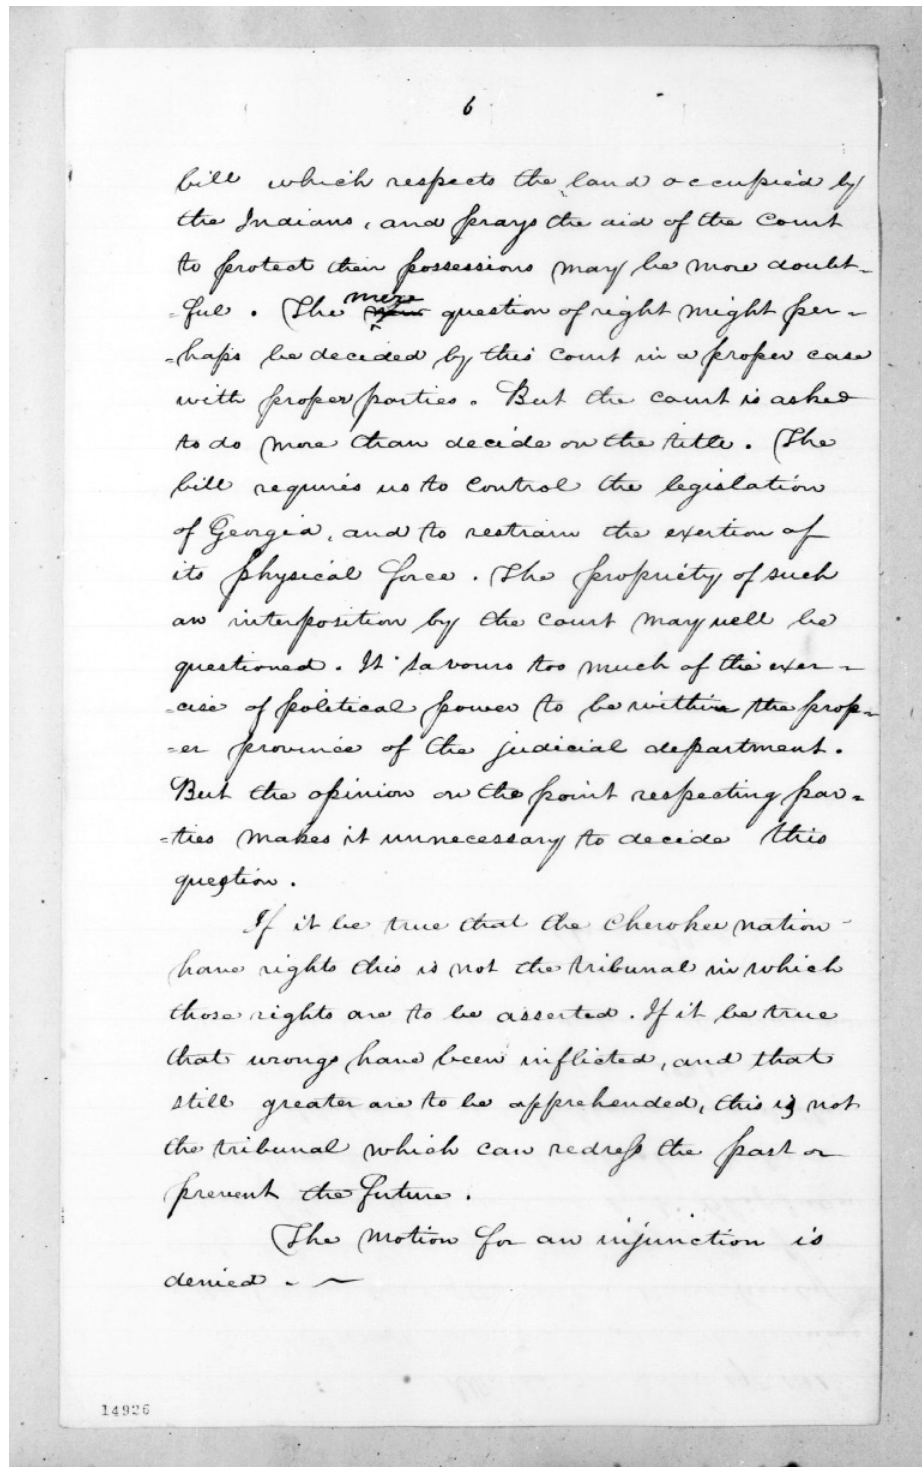 6
bill which respects the land occupied by
the Indians, and prays the aid of the Court
to protect their possessions may be more doubt-
-ful. The mere question of right might per-
-haps be decided by this court in a proper case
with proper parties. But the court is asked
to do more than decide on the title. The
bill requires us to control the legislation
of Georgia, and to restrain the exertion of
its physical force. The propriety of such
an interposition by the court may well be
questioned. It savours too much of the exer-
-cise of political power to be within the prop-
-er province of the judicial department.
But the opinion on the point respecting par-
-ties makes it unnecessary to decide this
question.
If it be true that the Cherokee nation
have rights this is not the tribunal in which
those rights are to be asserted. If it be true
that wrongs have been inflicted, and that
still greater are to be apprehended, this is not
the tribunal which can redress the past or
prevent the future.
The motion for an injunction is
denied.
14926